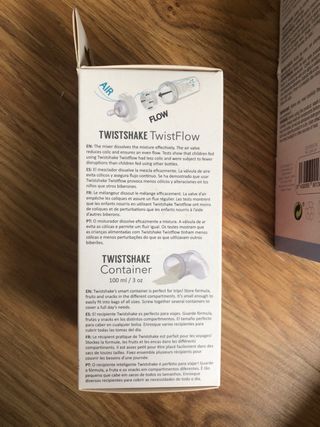 AIR
FLOW
TWISTSHAKE TwistFlow
EN: The mixer dissolves the mixture effectively. The air valve
reduces colic and ensures an even flow. Tests show that children fed
using Twistshake Twistflow had less colic and were subject to fewer
disruptions than children fed using other bottles.
ES: El mezclador disuelve la mezcla eficazmente. La válvula de aire
evita cólicos y asegura flujo continuo. Se ha demostrado que usar
Twistshake Twistflow provoca menos cólicos y alteraciones en los
niños que otros biberones.
FR: Le mélangeur dissout le mélange efficacement. La valve d'air
empêche les coliques et assure un flux régulier. Les tests montrent
que les enfants nourris en utilisant Twistshake Twistflow ont moins
de coliques et de perturbations que les enfants nourris à l'aide
d'autres biberons.
PT: O misturador dissolve eficazmente a mistura. A válvula de ar
evita as cólicas e permite um fluir igual. Os testes mostram que
as crianças alimentadas com Twistshake Twistflow tinham menos
cólicas e menos perturbações do que as que utilizaram outro
biberões.
TWISTSHAKE
Container
100 ml / 3 oz
EN: Twistshake's smart container is perfect for trips! Store formula,
fruits and snacks in the different compartments. It's small enough to
easily fit into bags of all sizes. Screw together several containers to
cover a full day's needs.
ES: El recipiente Twistshake es perfecto para viajes. Guarde fórmula,
frutas y snacks en los distintos compartimentos. El tamaño perfecto
para caber en cualquier bolso. Enrosque varios recipientes para
cubrir todas las tomas del día.
FR: Le récipient pratique de Twistshake est parfait pour les voyages!
Stockez la formule, les fruits et les encas dans les différents
compartiments. Il est assez petit pour être placé facilement dans des
sacs de toutes tailles. Fixez ensemble plusieurs récipients pour
couvrir les besoins d'une journée.
PT: O recipiente inteligente Twistshake é perfeito para viajar! Guarde
a fórmula, a fruta e os snacks em compartimentos diferentes. É tão
pequeno que cabe em sacos de todos os tamanhos. Enrosque
diversos recipientes para cobrir as necesidades de todo o dia.